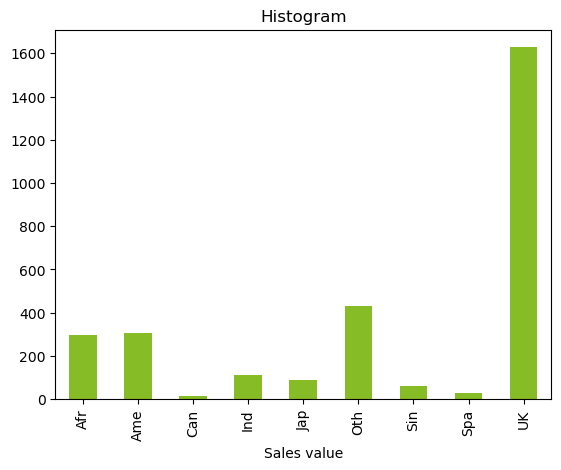 Histogram
1600
1400
1200
1000
800
600
400
200
0
Afr
Ame
Can
Ind
Jap
Oth
Sin
Spa
UK
Sales value